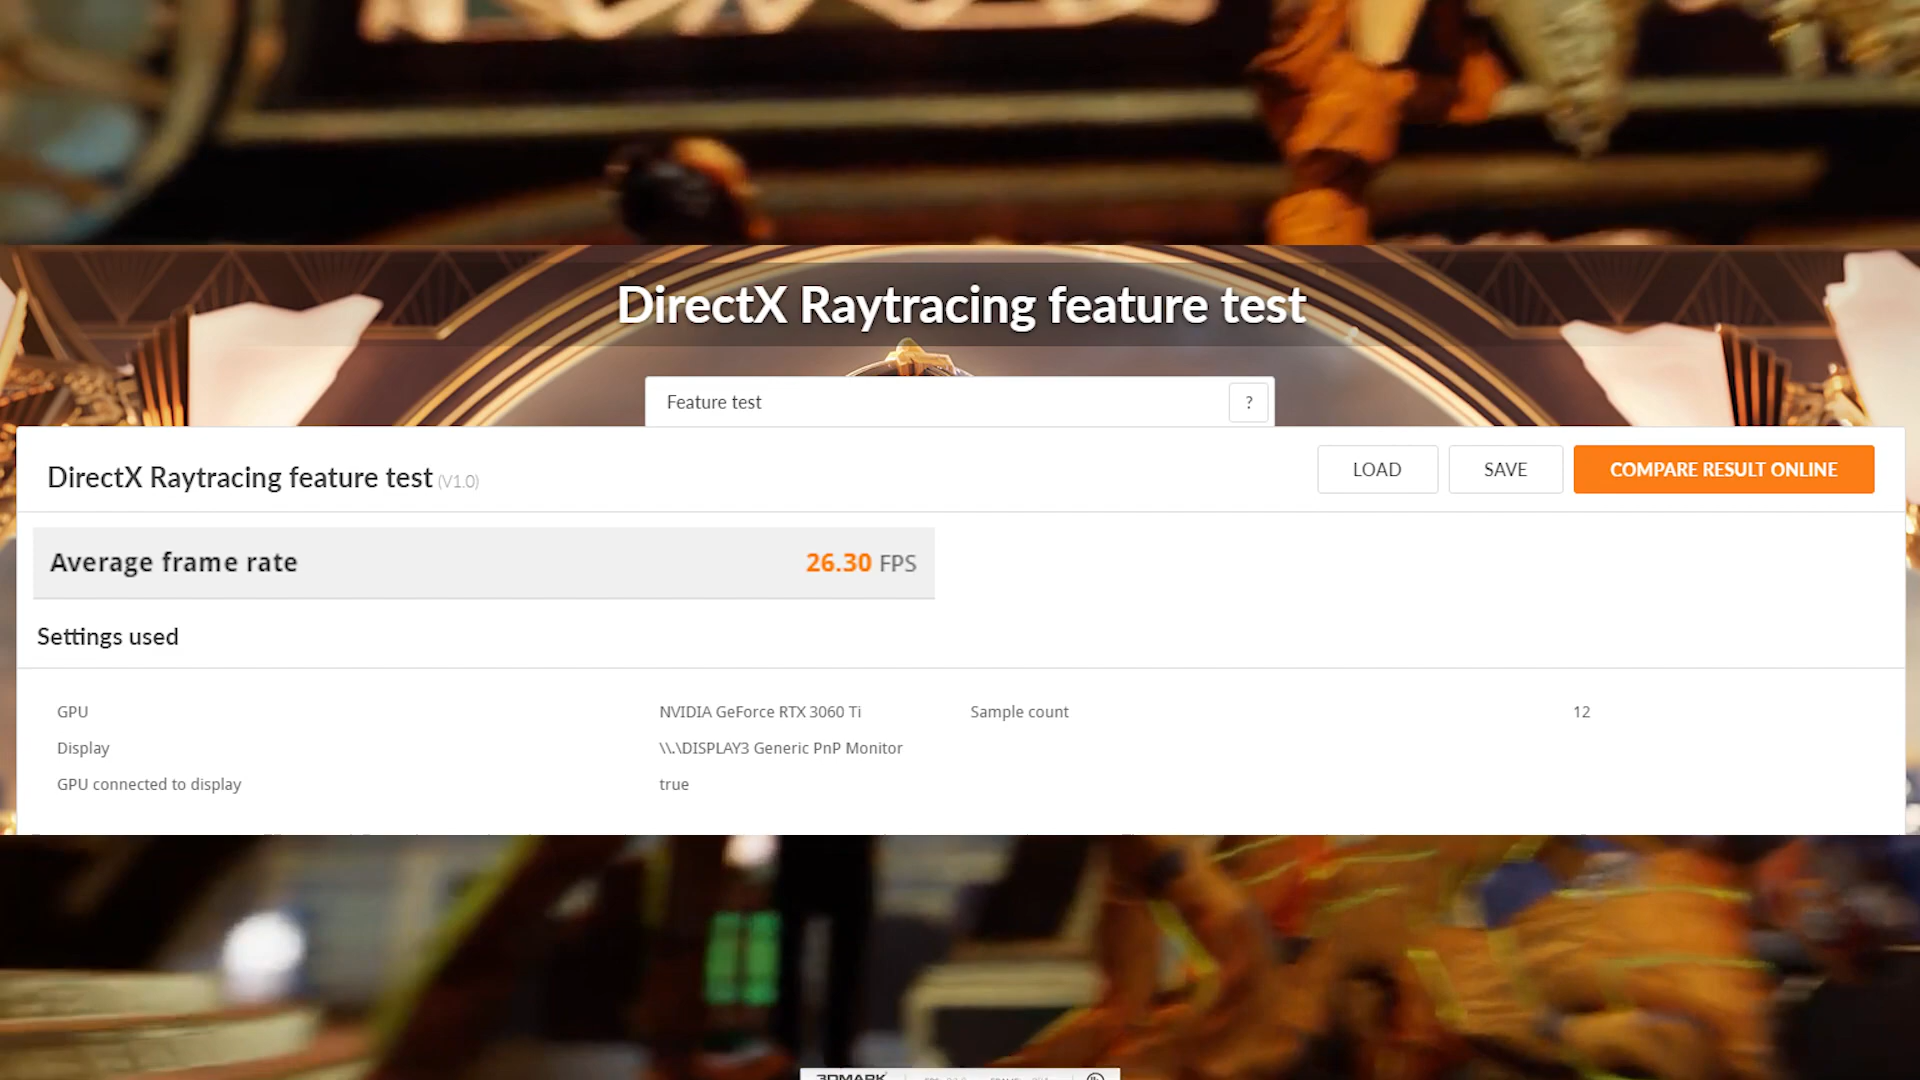 DirectX Raytracing feature test
Feature test
?
DirectX Raytracing feature test (V1.0)
LOAD SAVE COMPARE RESULT ONLINE
Average frame rate 26.30 FPS
Settings used
GPU NVIDIA GeForce RTX 3060 Ti Sample count 12
Display \\.\DISPLAY3 Generic PnP Monitor
GPU connected to display true
3DMARK